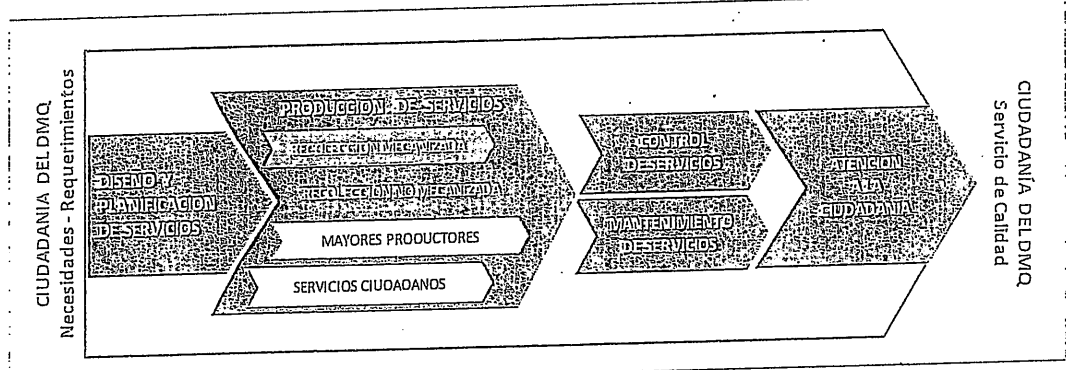 CIUDADANIA DEL DMQ
Necesidades - Requerimientos
DISEÑO Y
PLANIFICACION
DE SERVICIOS
PRODUCCION DE SERVICIOS
RECOLECCION MECANIZADA
RECOLECCION NO MECANIZADA
MAYORES PRODUCTORES
SERVICIOS CIUDADANOS
CONTROL
DE SERVICIOS
MANTENIMIENTO
DE SERVICIOS
ATENCION
A LA
CIUDADANIA
CIUDADANÍA DEL DMQ
Servicio de Calidad